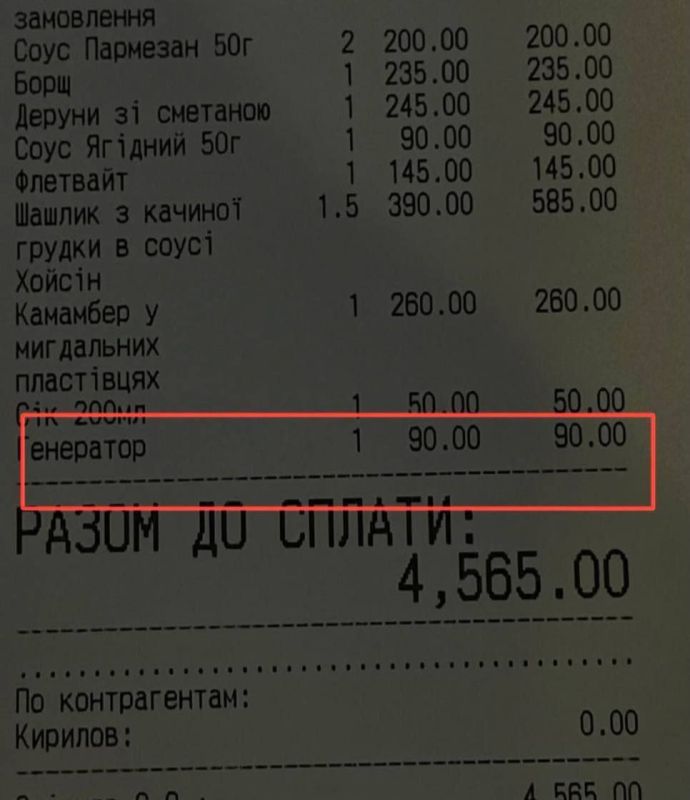 замовлення
Соус Пармезан 50г 2 200.00 200.00
Борщ 1 235.00 235.00
Деруни зі сметаною 1 245.00 245.00
Соус Ягідний 50г 1 90.00 90.00
Флетвайт 1 145.00 145.00
Шашлик з качиної 1.5 390.00 585.00
грудки в соусі
Хойсін
Камамбер у 1 260.00 260.00
мигдальних
пластівцях
Сік 200мл 1 50.00 50.00
Генератор 1 90.00 90.00
РАЗОМ ДО СПЛАТИ:
4,565.00
По контрагентам:
Кирилов: 0.00
4,565.00